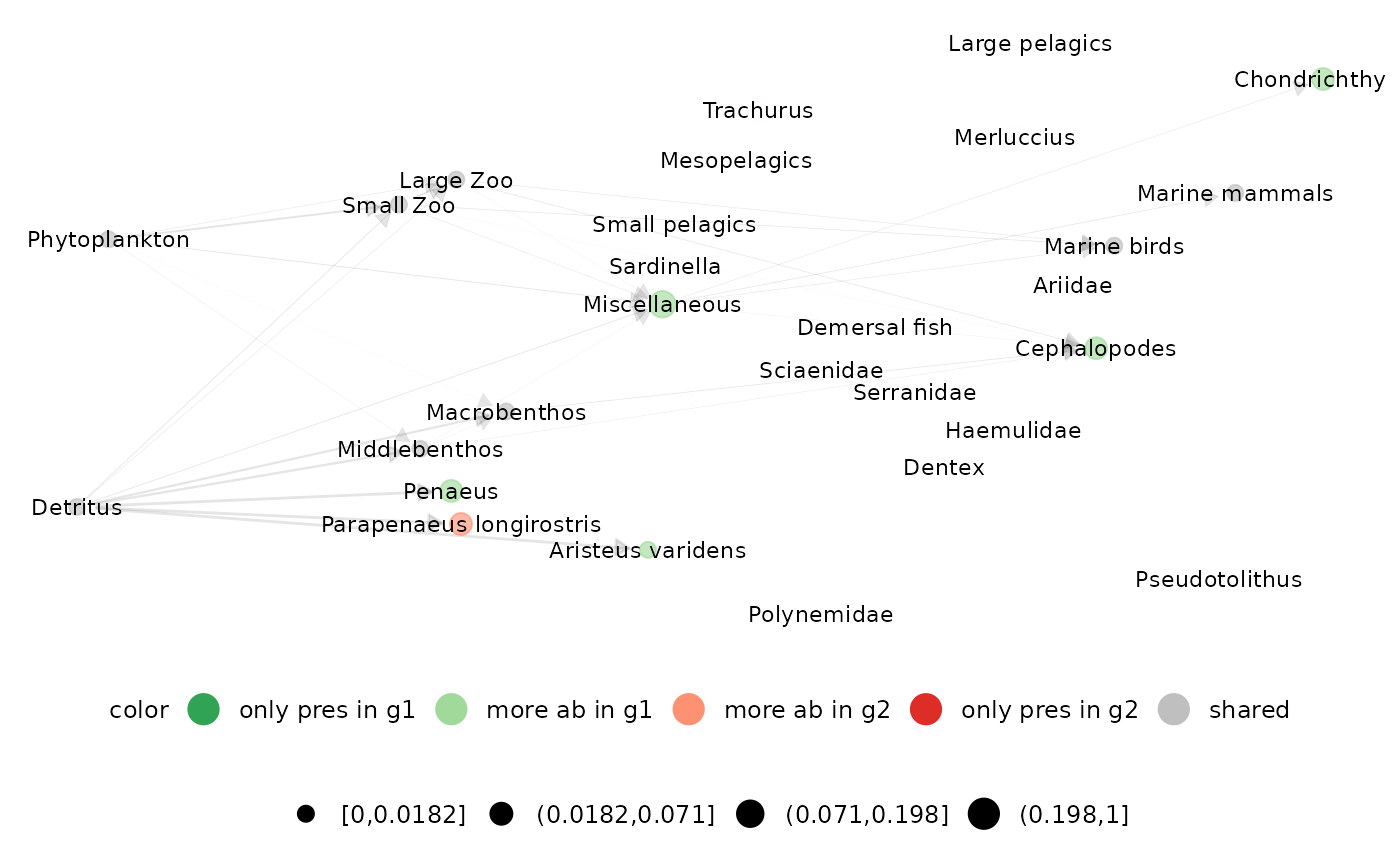 Large pelagics
Chondrichthy
Trachurus
Merluccius
Mesopelagics
Large Zoo
Marine mammals
Small Zoo
Small pelagics
Phytoplankton
Marine birds
Sardinella
Ariidae
Miscellaneous
Demersal fish
Cephalopodes
Sciaenidae
Serranidae
Macrobenthos
Haemulidae
Middlebenthos
Dentex
Penaeus
Detritus
Parapenaeus longirostris
Aristeus varidens
Pseudotolithus
Polynemidae
color only pres in g1 more ab in g1 more ab in g2 only pres in g2 shared
[0,0.0182] (0.0182,0.071] (0.071,0.198] (0.198,1]